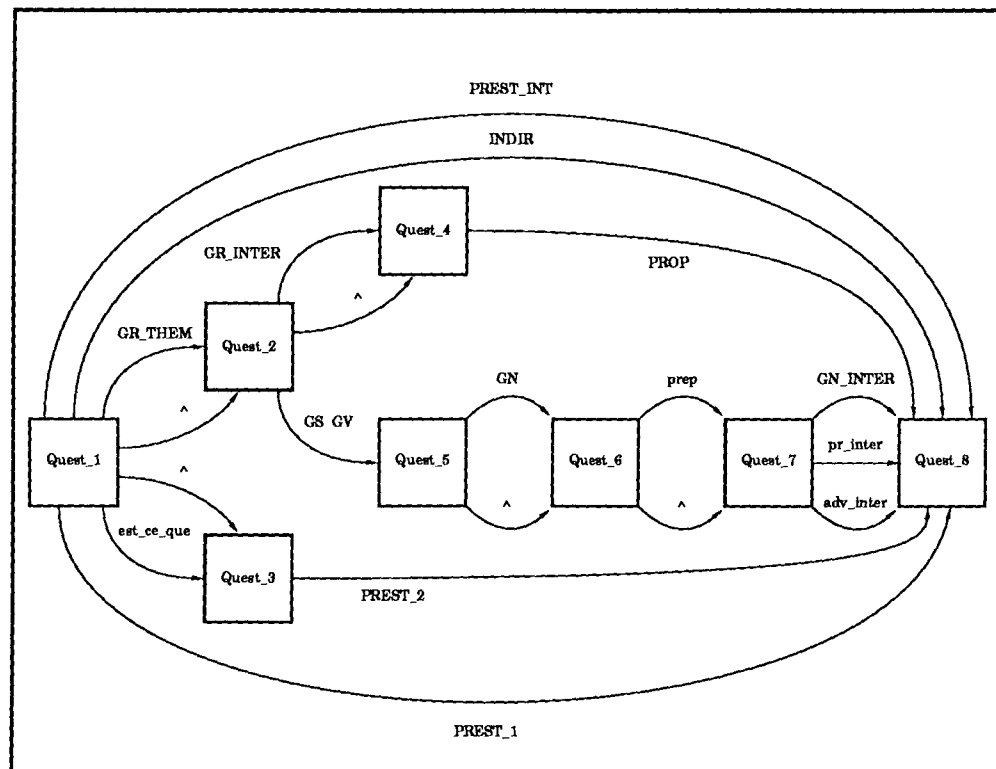 PREST_INT
INDIR
Quest_4
GR_INTER
PROP
^
GR_THEM
Quest_2
GN
prep
GN_INTER
^
GS GV
Quest_1
Quest_5
Quest_6
Quest_7
pr_inter
Quest_8
^
^
^
adv_inter
est_ce_que
Quest_3
PREST_2
PREST_1